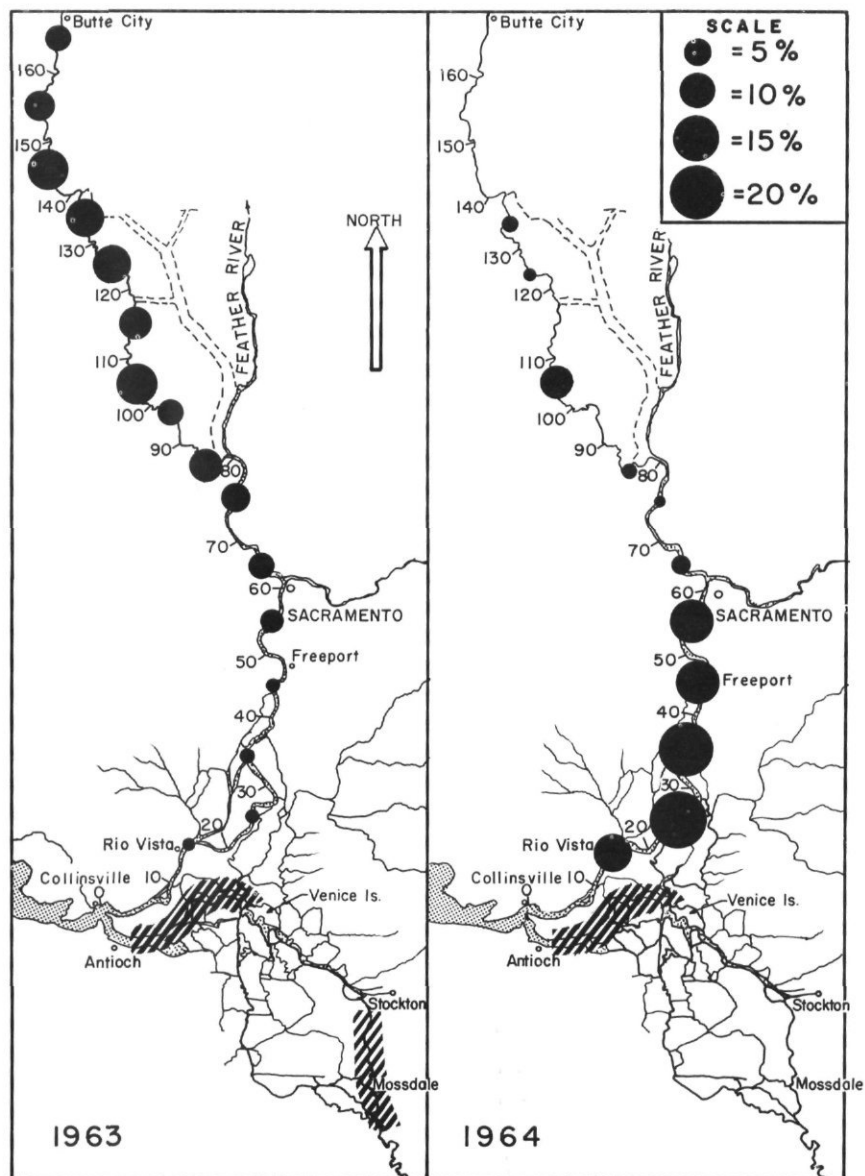 Butte City
160
150
140
130
120
110
100
90
80
70
60
50
40
30
20
10
FEATHER RIVER
NORTH
SACRAMENTO
Freeport
Rio Vista
Collinsville
Venice Is.
Antioch
Stockton
Mossdale
1963
Butte City
160
150
140
130
120
110
100
90
80
70
60
50
40
30
20
10
FEATHER RIVER
SACRAMENTO
Freeport
Rio Vista
Collinsville
Venice Is.
Antioch
Stockton
Mossdale
1964
SCALE
= 5%
= 10%
= 15%
= 20%